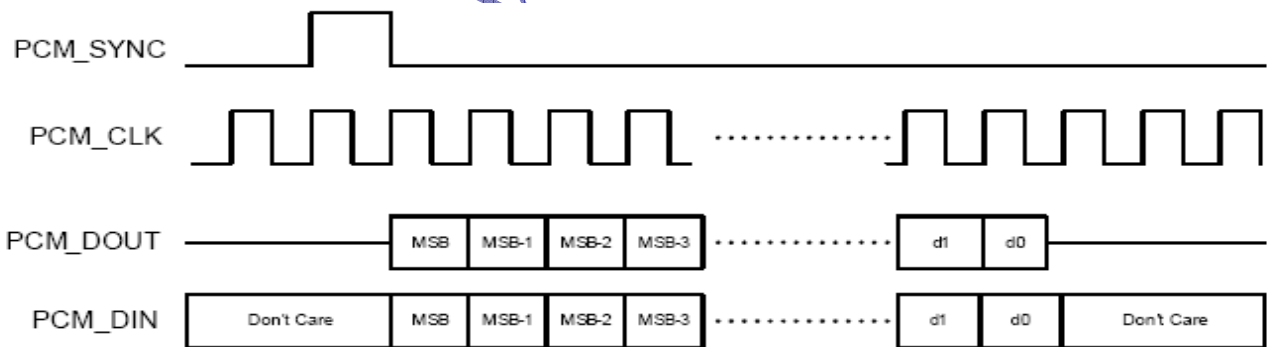 PCM_SYNC
PCM_CLK
PCM_DOUT MSB MSB-1 MSB-2 MSB-3 d1 d0
PCM_DIN Don't Care MSB MSB-1 MSB-2 MSB-3 d1 d0 Don't Care